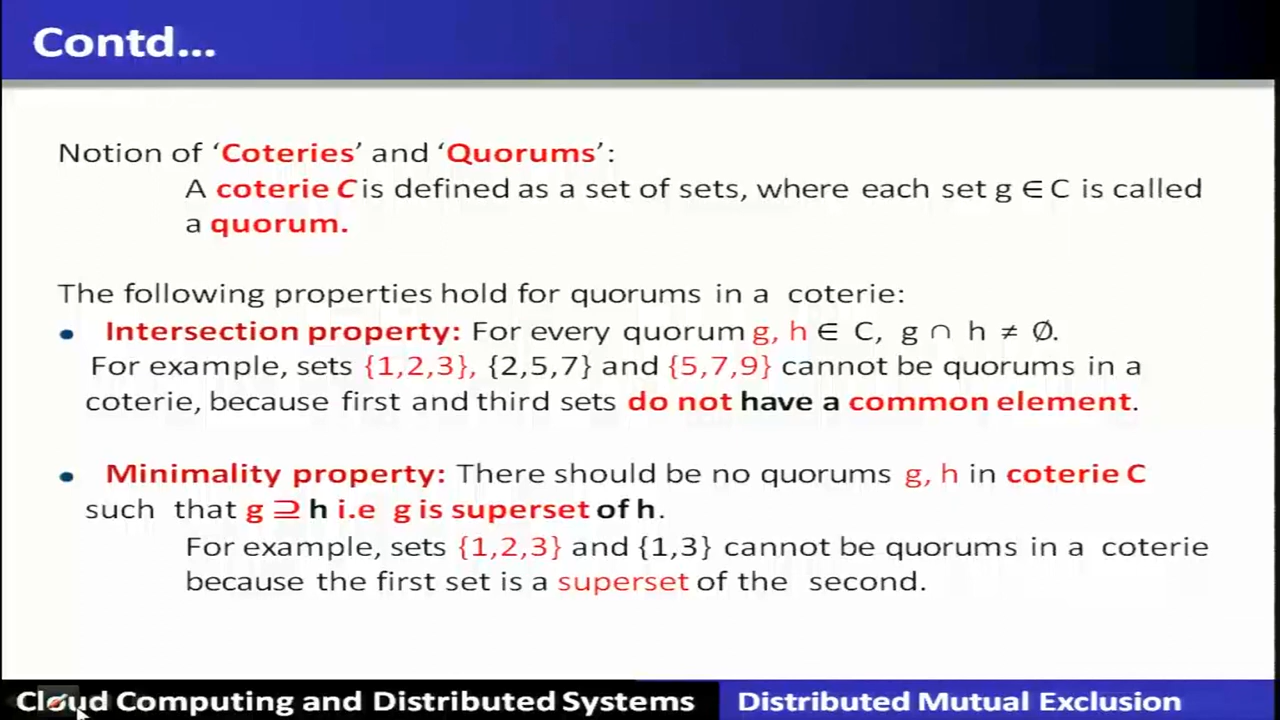 Contd...
Notion of ‘Coteries’ and ‘Quorums’:
A coterie C is defined as a set of sets, where each set g ∈ C is called
a quorum.
The following properties hold for quorums in a coterie:
• Intersection property: For every quorum g, h ∈ C, g ∩ h ≠ ∅.
For example, sets {1,2,3}, {2,5,7} and {5,7,9} cannot be quorums in a
coterie, because first and third sets do not have a common element.
• Minimality property: There should be no quorums g, h in coterie C
such that g ⊇ h i.e g is superset of h.
For example, sets {1,2,3} and {1,3} cannot be quorums in a coterie
because the first set is a superset of the second.
Cloud Computing and Distributed Systems Distributed Mutual Exclusion